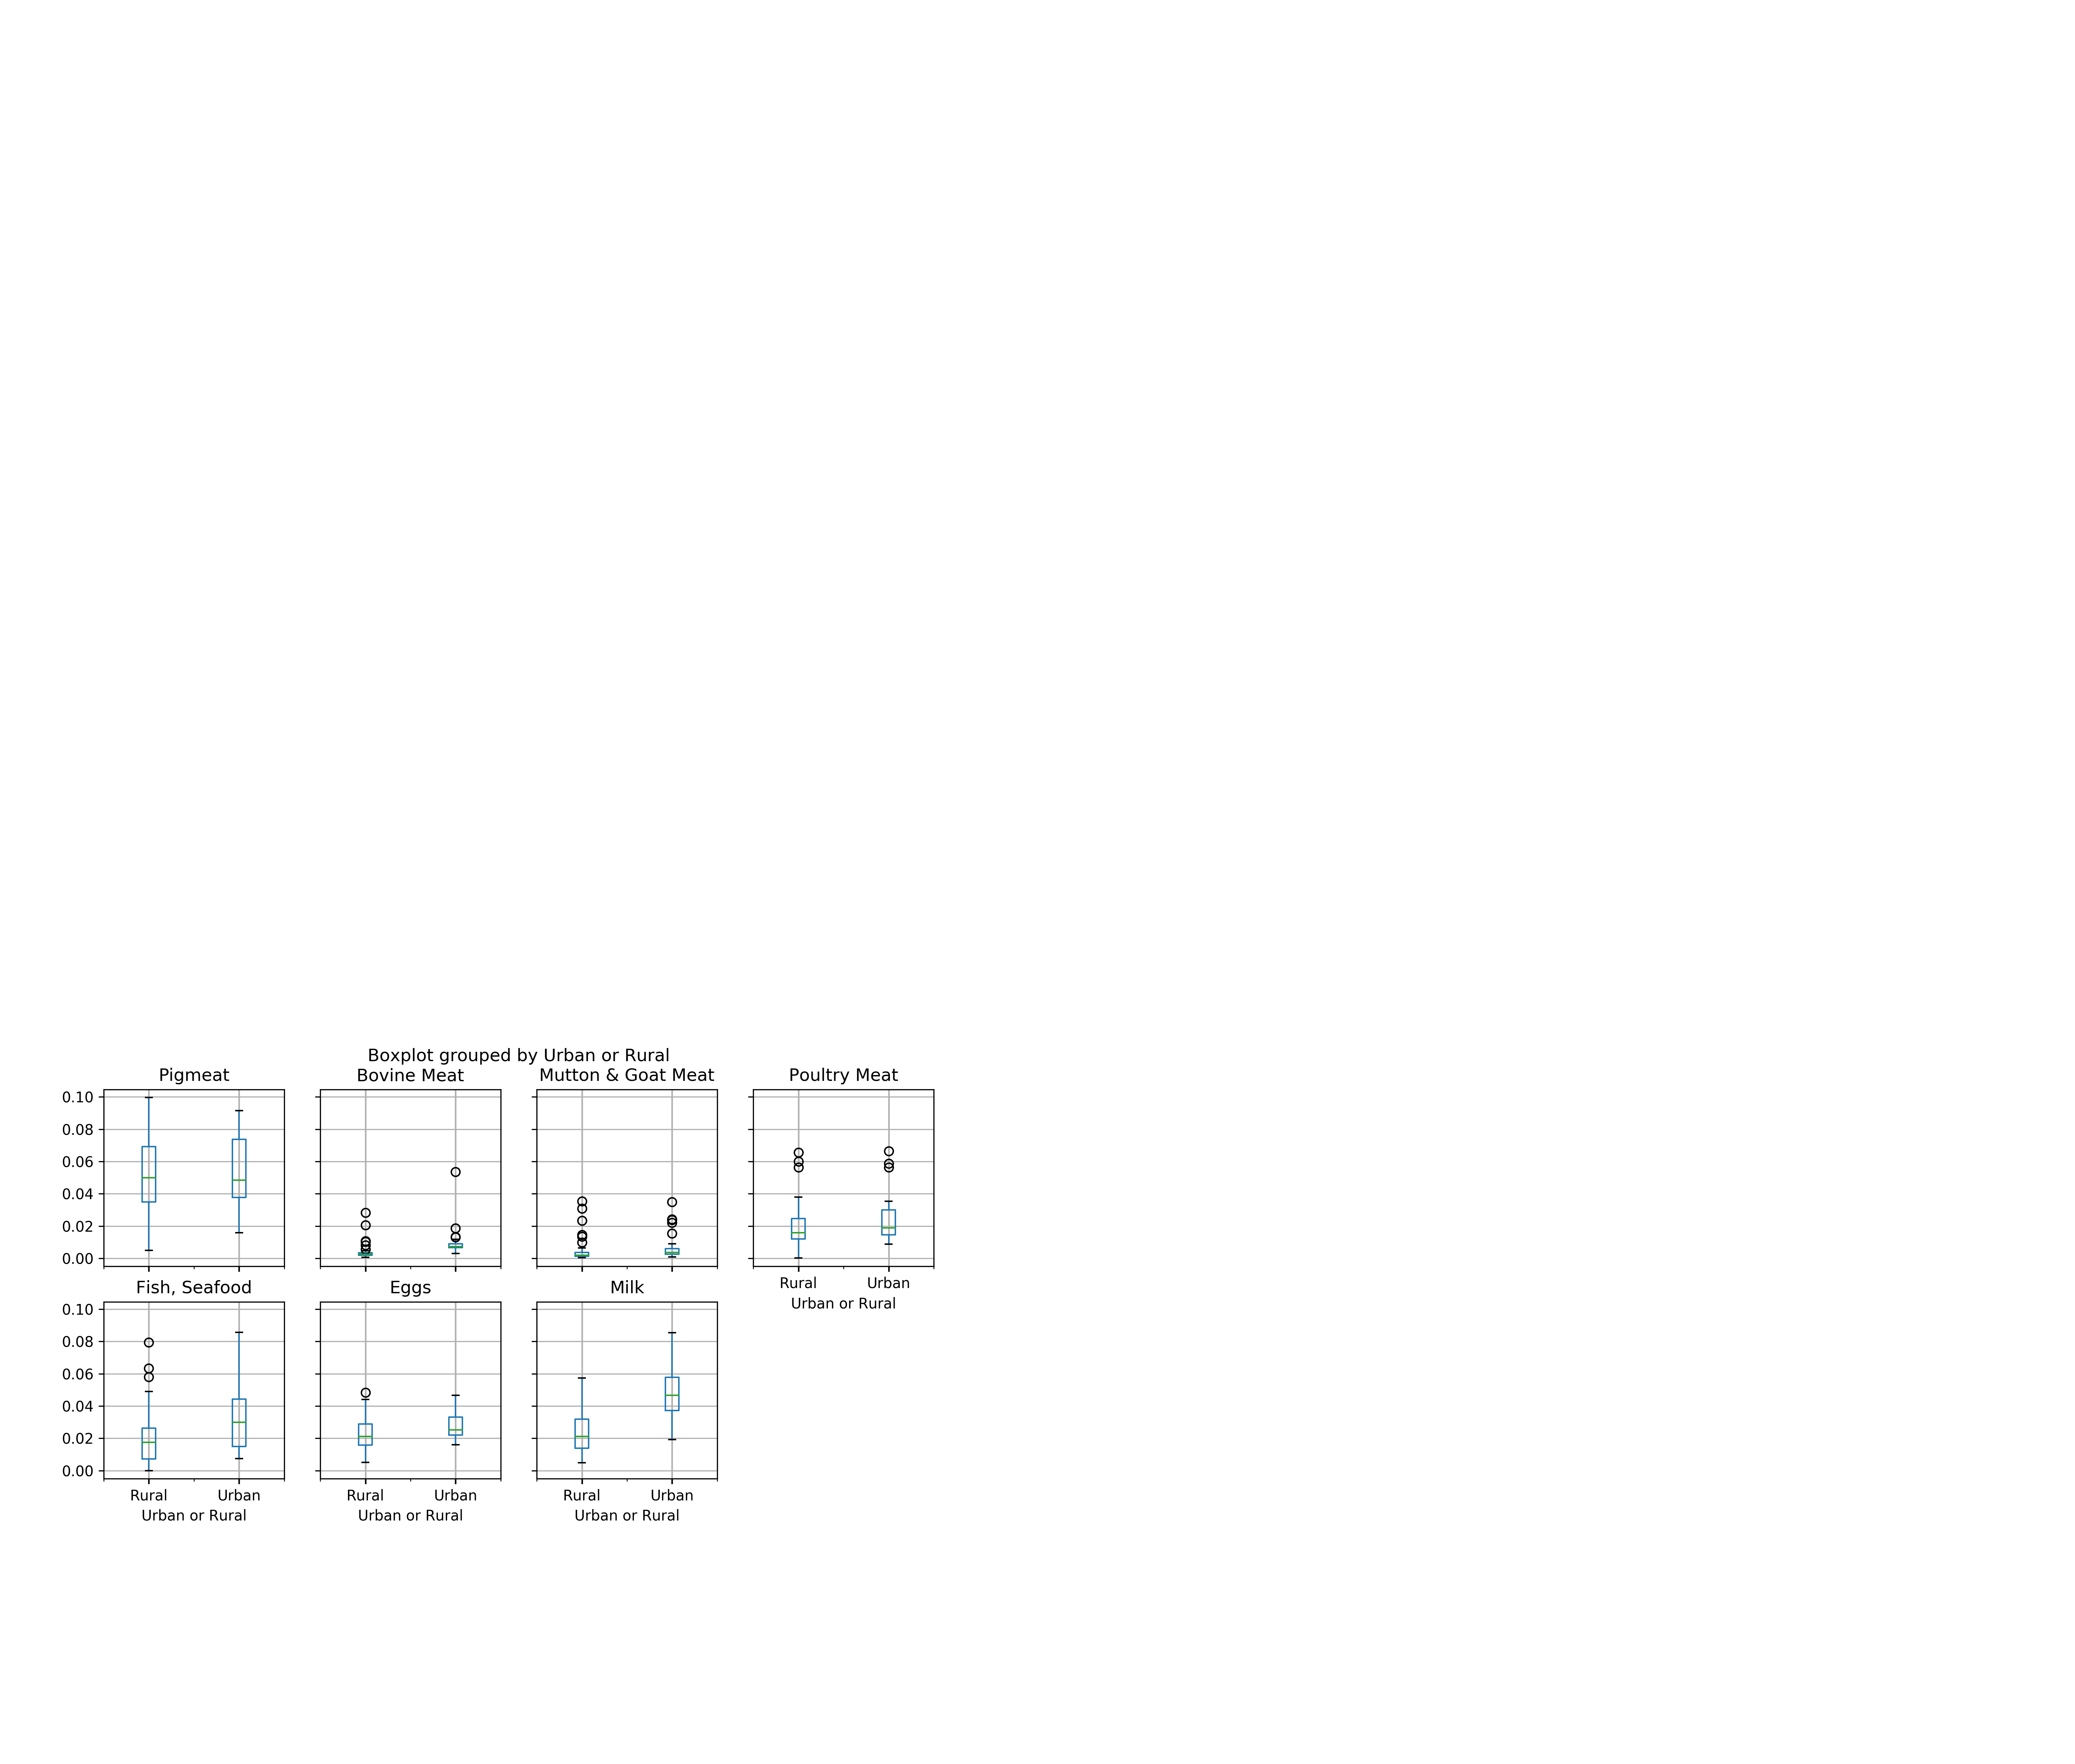 Boxplot grouped by Urban or Rural
Pigmeat
Bovine Meat
Mutton & Goat Meat
Poultry Meat
0.10
0.08
0.06
0.04
0.02
0.00
Rural
Urban
Urban or Rural
Fish, Seafood
Eggs
Milk
0.10
0.08
0.06
0.04
0.02
0.00
Rural
Urban
Rural
Urban
Rural
Urban
Urban or Rural
Urban or Rural
Urban or Rural